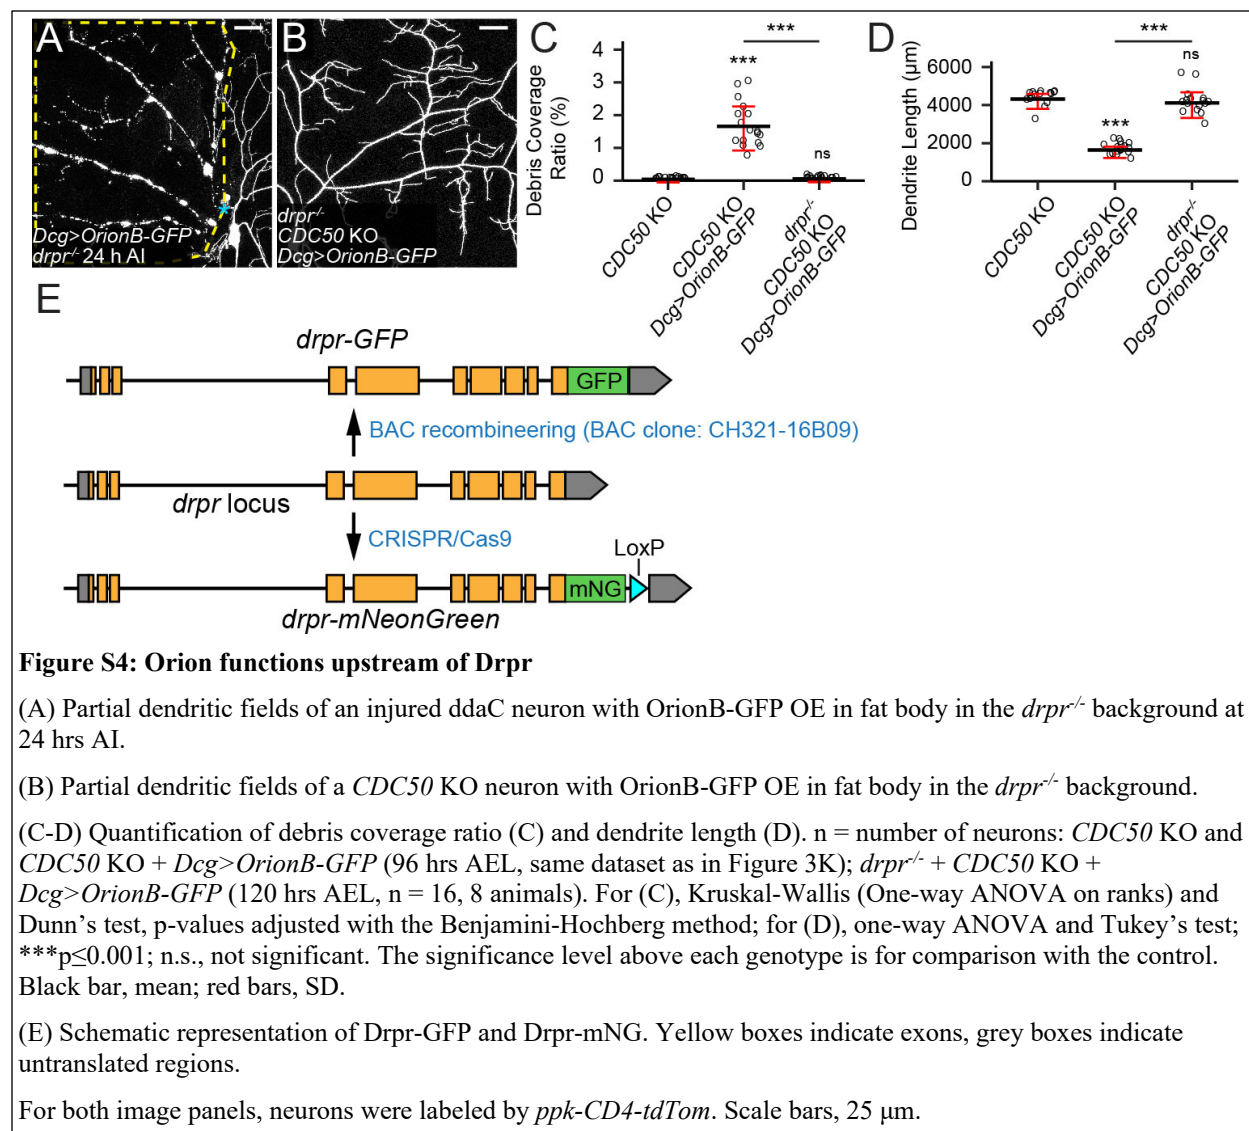 A
Dcg>OrionB-GFP
drpr-/- 24 h AI
B
drpr-/-
CDC50 KO
Dcg>OrionB-GFP
C
Debris Coverage
Ratio (%)
4
3
2
1
0
***
***
ns
CDC50 KO
CDC50 KO
Dcg>OrionB-GFP
drpr-/-
CDC50 KO
Dcg>OrionB-GFP
D
Dendrite Length (μm)
6000
4000
2000
0
***
***
ns
CDC50 KO
CDC50 KO
Dcg>OrionB-GFP
drpr-/-
CDC50 KO
Dcg>OrionB-GFP
E
drpr-GFP
GFP
BAC recombineering (BAC clone: CH321-16B09)
drpr locus
CRISPR/Cas9
LoxP
mNG
drpr-mNeonGreen
Figure S4: Orion functions upstream of Drpr
(A) Partial dendritic fields of an injured ddaC neuron with OrionB-GFP OE in fat body in the drpr-/- background at
24 hrs AI.
(B) Partial dendritic fields of a CDC50 KO neuron with OrionB-GFP OE in fat body in the drpr-/- background.
(C-D) Quantification of debris coverage ratio (C) and dendrite length (D). n = number of neurons: CDC50 KO and
CDC50 KO + Dcg>OrionB-GFP (96 hrs AEL, same dataset as in Figure 3K); drpr-/- + CDC50 KO +
Dcg>OrionB-GFP (120 hrs AEL, n = 16, 8 animals). For (C), Kruskal-Wallis (One-way ANOVA on ranks) and
Dunn’s test, p-values adjusted with the Benjamini-Hochberg method; for (D), one-way ANOVA and Tukey’s test;
***p≤0.001; n.s., not significant. The significance level above each genotype is for comparison with the control.
Black bar, mean; red bars, SD.
(E) Schematic representation of Drpr-GFP and Drpr-mNG. Yellow boxes indicate exons, grey boxes indicate
untranslated regions.
For both image panels, neurons were labeled by ppk-CD4-tdTom. Scale bars, 25 μm.